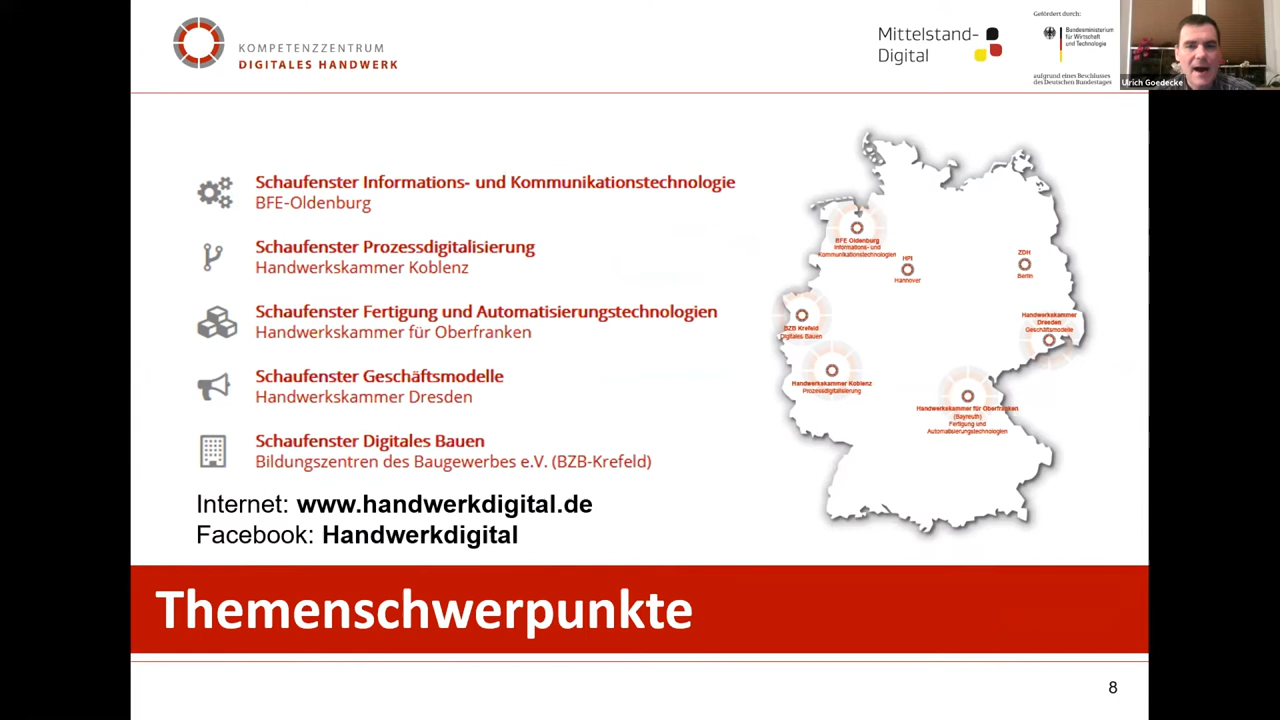 KOMPETENZZENTRUM
DIGITALES HANDWERK
Mittelstand-
Digital
Gefördert durch:
Bundesministerium
für Wirtschaft
und Technologie
aufgrund eines Beschlusses
des Deutschen Bundestages
Ulrich Goedecke
Schaufenster Informations- und Kommunikationstechnologie
BFE-Oldenburg
Schaufenster Prozessdigitalisierung
Handwerkskammer Koblenz
Schaufenster Fertigung und Automatisierungstechnologien
Handwerkskammer für Oberfranken
Schaufenster Geschäftsmodelle
Handwerkskammer Dresden
Schaufenster Digitales Bauen
Bildungszentren des Baugewerbes e.V. (BZB-Krefeld)
Internet: www.handwerkdigital.de
Facebook: Handwerkdigital
BFE Oldenburg
Informations- und
Kommunikationstechnologien
HPI
Hannover
ZDH
Berlin
BZB Krefeld
Digitales Bauen
Handwerkskammer
Dresden
Geschäftsmodelle
Handwerkskammer Koblenz
Prozessdigitalisierung
Handwerkskammer für Oberfranken
(Bayreuth)
Fertigung und
Automatisierungstechnologien
Themenschwerpunkte
8